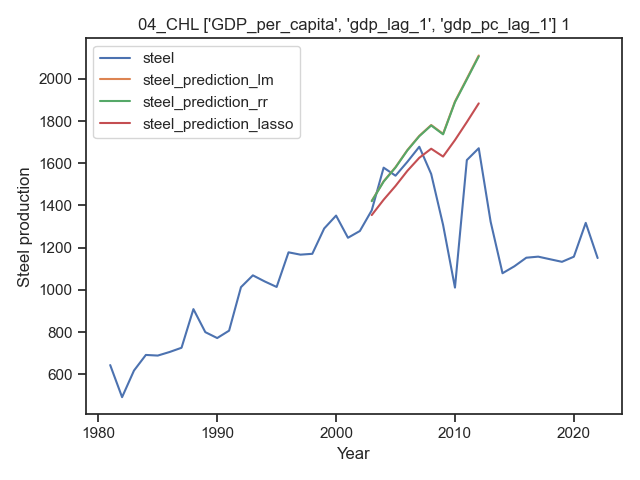 04_CHL ['GDP_per_capita', 'gdp_lag_1', 'gdp_pc_lag_1'] 1
steel
steel_prediction_lm
steel_prediction_rr
steel_prediction_lasso
Steel production
2000
1800
1600
1400
1200
1000
800
600
1980
1990
2000
2010
2020
Year